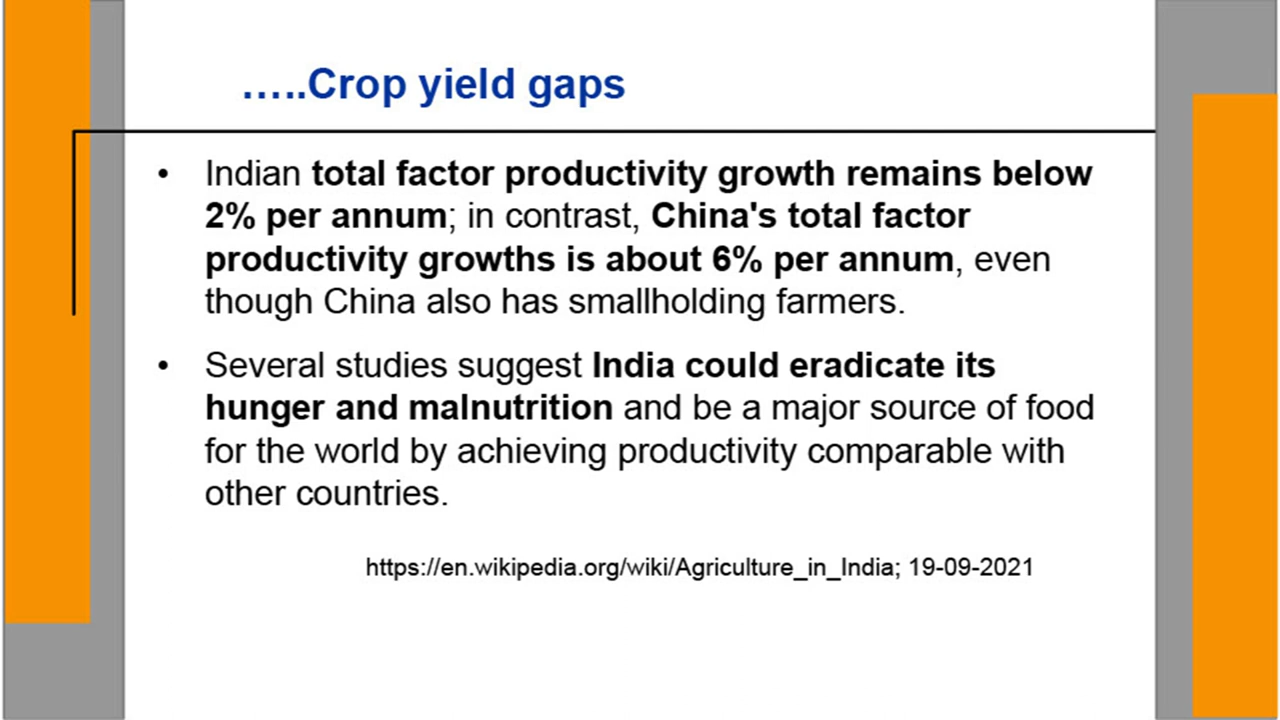 …..Crop yield gaps
• Indian total factor productivity growth remains below
2% per annum; in contrast, China's total factor
productivity growths is about 6% per annum, even
though China also has smallholding farmers.
• Several studies suggest India could eradicate its
hunger and malnutrition and be a major source of food
for the world by achieving productivity comparable with
other countries.
https://en.wikipedia.org/wiki/Agriculture_in_India; 19-09-2021